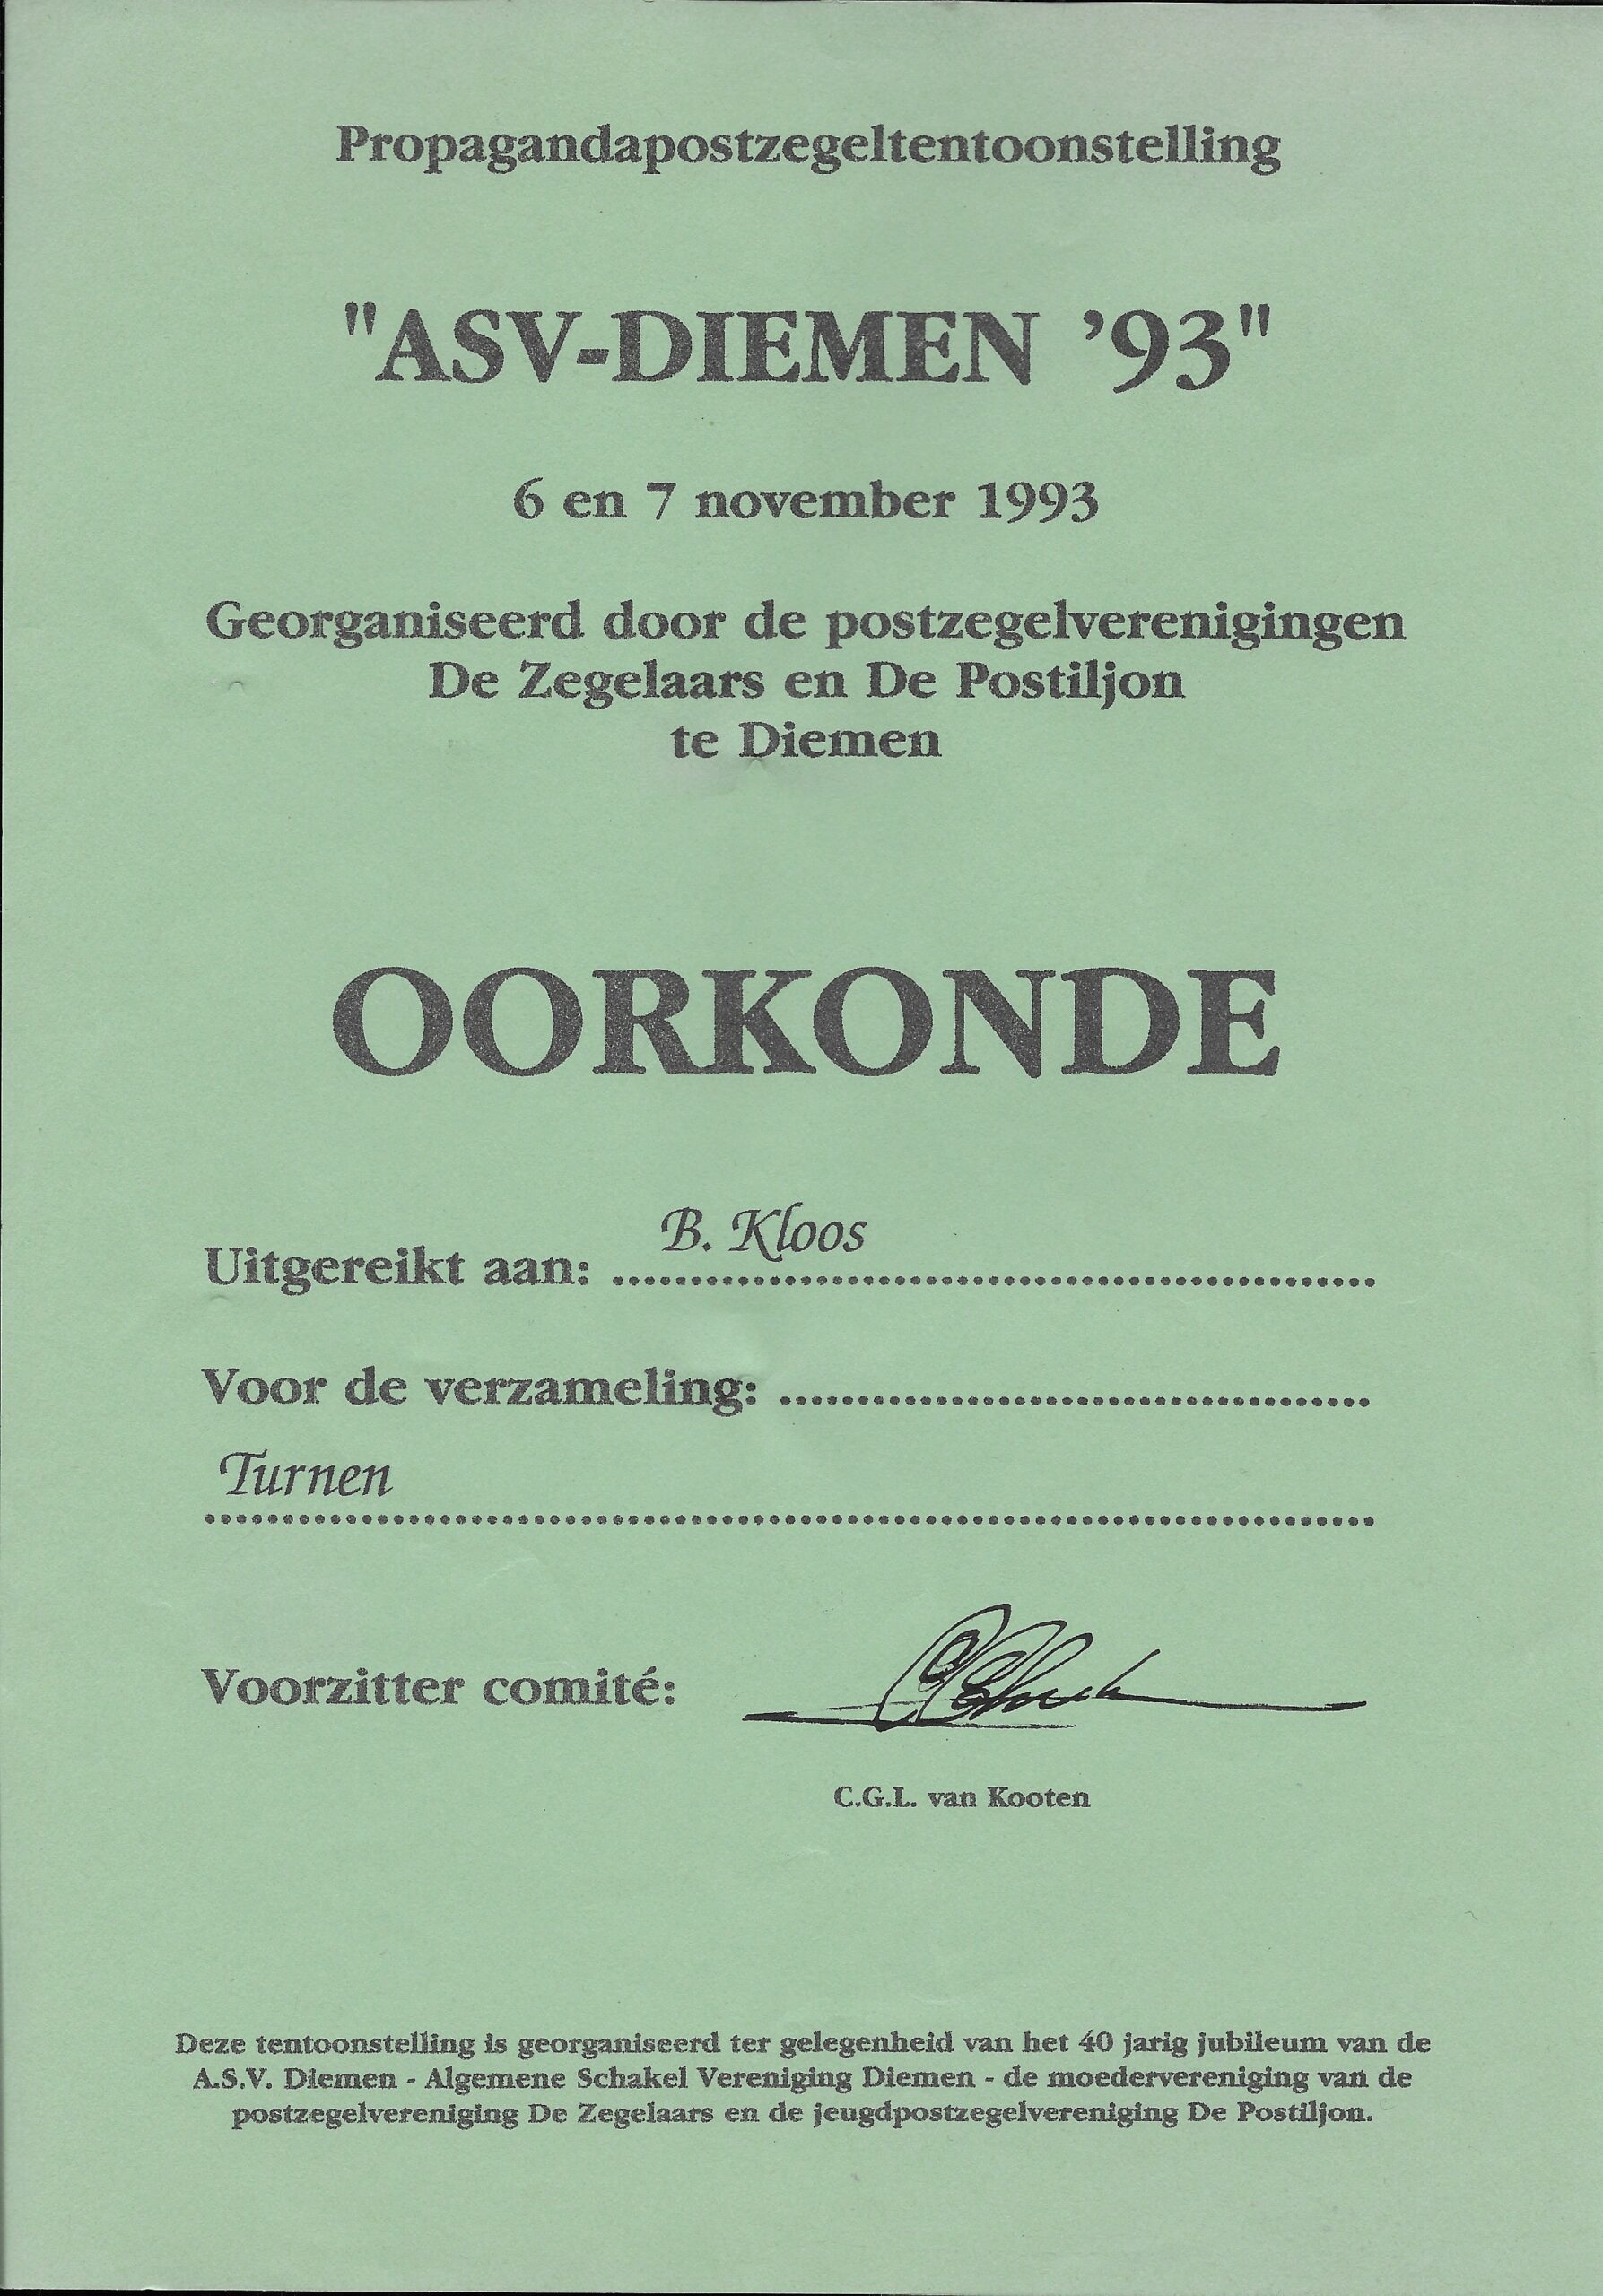 Propagandapostzegeltentoonstelling
"ASV-DIEMEN ’93"
6 en 7 november 1993
Georganiseerd door de postzegelverenigingen
De Zegelaars en De Postiljon
te Diemen
OORKONDE
B. Kloos
Uitgereikt aan: ................................................
Voor de verzameling: .....................................
Turnen
..........................................................................
Voorzitter comité:
C.G.L. van Kooten
Deze tentoonstelling is georganiseerd ter gelegenheid van het 40 jarig jubileum van de
A.S.V. Diemen - Algemene Schakel Vereniging Diemen - de moedervereniging van de
postzegelvereniging De Zegelaars en de jeugdpostzegelvereniging De Postiljon.